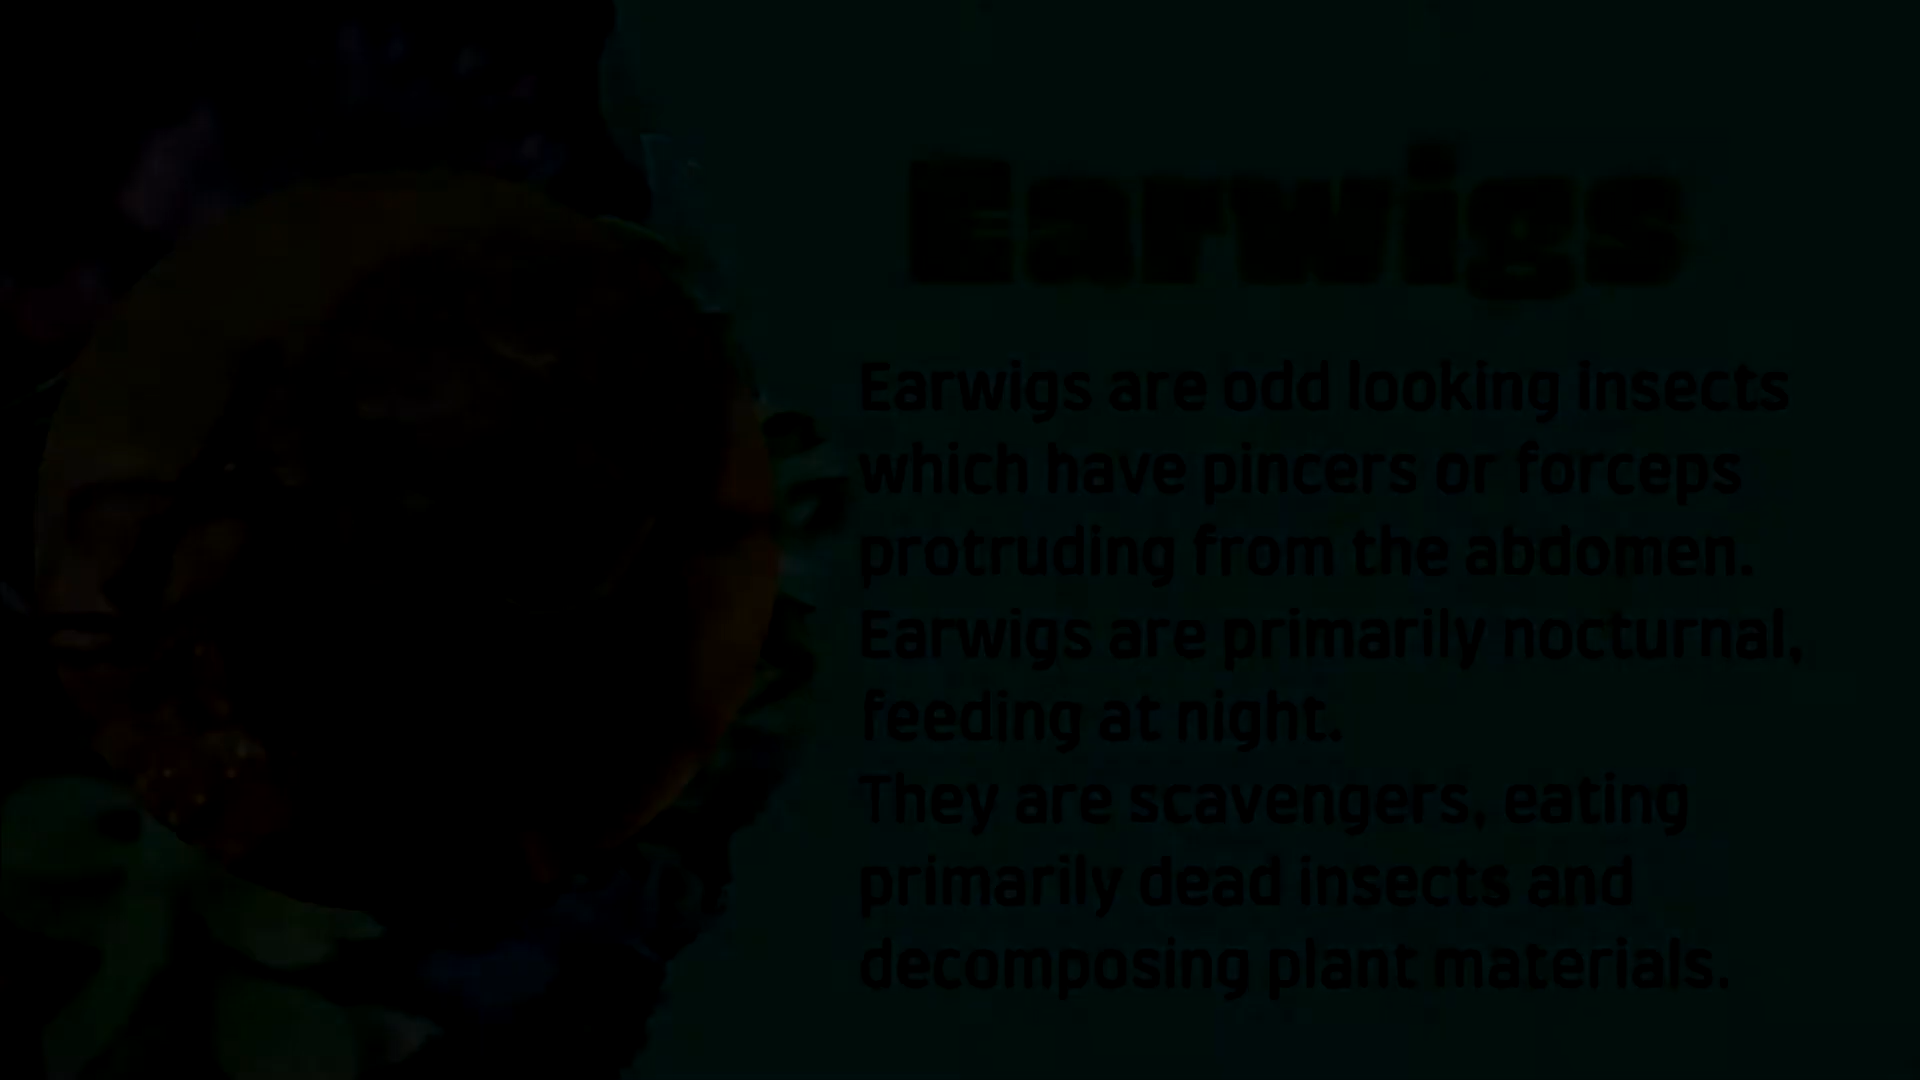 Earwigs
Earwigs are odd looking insects
which have pincers or forceps
protruding from the abdomen.
Earwigs are primarily nocturnal,
feeding at night.
They are scavengers, eating
primarily dead insects and
decomposing plant materials.